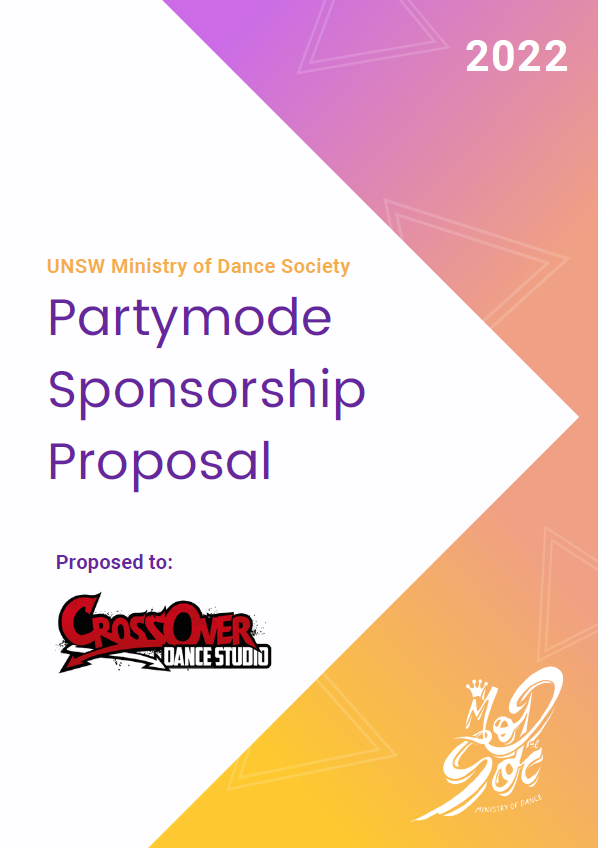 2022
UNSW Ministry of Dance Society
Partymode
Sponsorship
Proposal
Proposed to:
CROSSOVER
DANCE STUDIO
MOD
Soc
MINISTRY OF DANCE